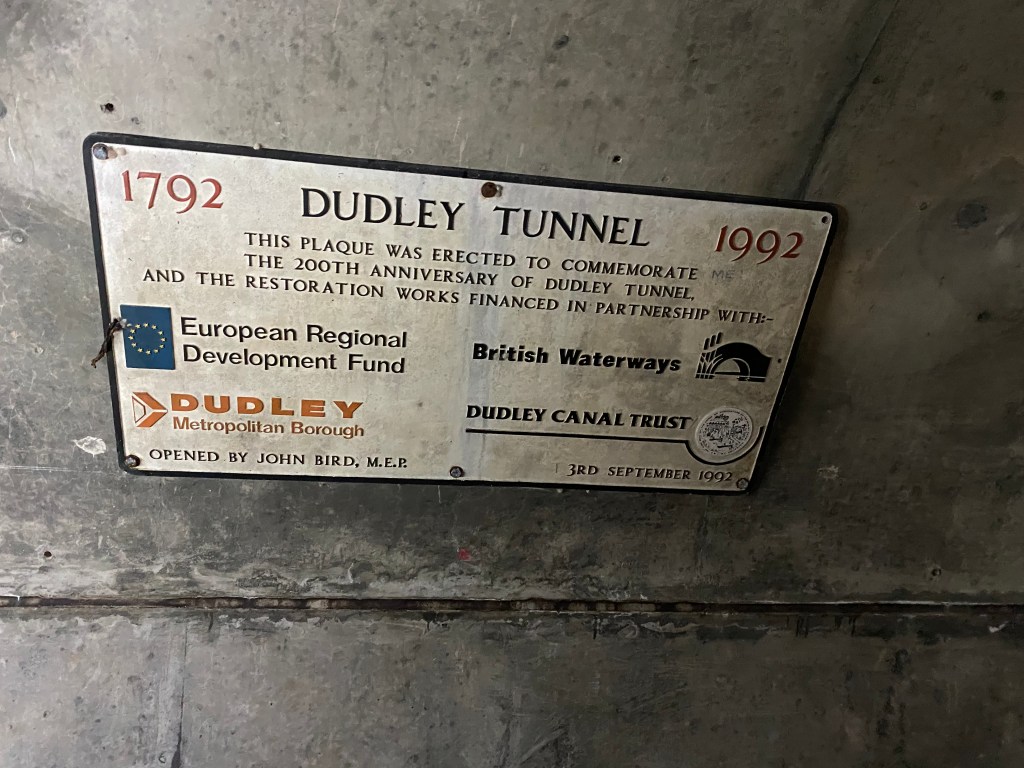 1792
DUDLEY TUNNEL
1992
THIS PLAQUE WAS ERECTED TO COMMEMORATE
THE 200TH ANNIVERSARY OF DUDLEY TUNNEL,
AND THE RESTORATION WORKS FINANCED IN PARTNERSHIP WITH:-
European Regional
Development Fund
British Waterways
DUDLEY
Metropolitan Borough
DUDLEY CANAL TRUST
OPENED BY JOHN BIRD, M.E.P.
3RD SEPTEMBER 1992